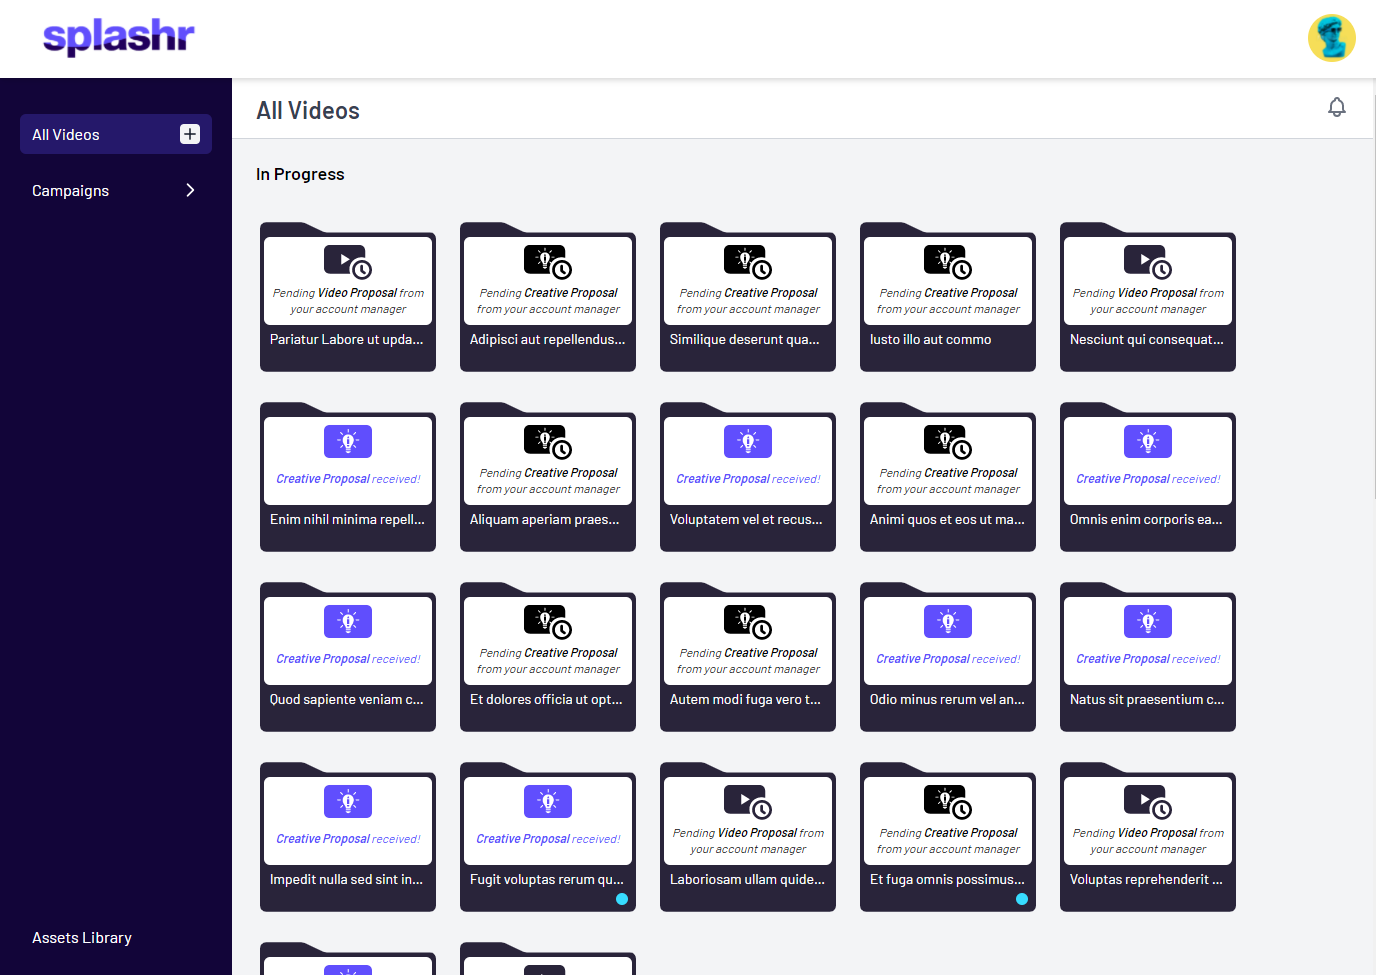 splashr
All Videos
Campaigns
Assets Library
All Videos
In Progress
Pending Video Proposal from
your account manager
Pariatur Labore ut upda...
Pending Creative Proposal
from your account manager
Adipisci aut repellendus...
Pending Creative Proposal
from your account manager
Similique deserunt qua...
Pending Creative Proposal
from your account manager
Iusto illo aut commo
Pending Video Proposal from
your account manager
Nesciunt qui consequat...
Creative Proposal received!
Enim nihil minima repell...
Pending Creative Proposal
from your account manager
Aliquam aperiam praes...
Creative Proposal received!
Voluptatem vel et recus...
Pending Creative Proposal
from your account manager
Animi quos et eos ut ma...
Creative Proposal received!
Omnis enim corporis ea...
Creative Proposal received!
Quod sapiente veniam c...
Pending Creative Proposal
from your account manager
Et dolores officia ut opt...
Pending Creative Proposal
from your account manager
Autem modi fuga vero t...
Creative Proposal received!
Odio minus rerum vel an...
Creative Proposal received!
Natus sit praesentium c...
Creative Proposal received!
Impedit nulla sed sint in...
Creative Proposal received!
Fugit voluptas rerum qu...
Pending Video Proposal from
your account manager
Laboriosam ullam quide...
Pending Creative Proposal
from your account manager
Et fuga omnis possimus...
Pending Video Proposal from
your account manager
Voluptas reprehenderit ...